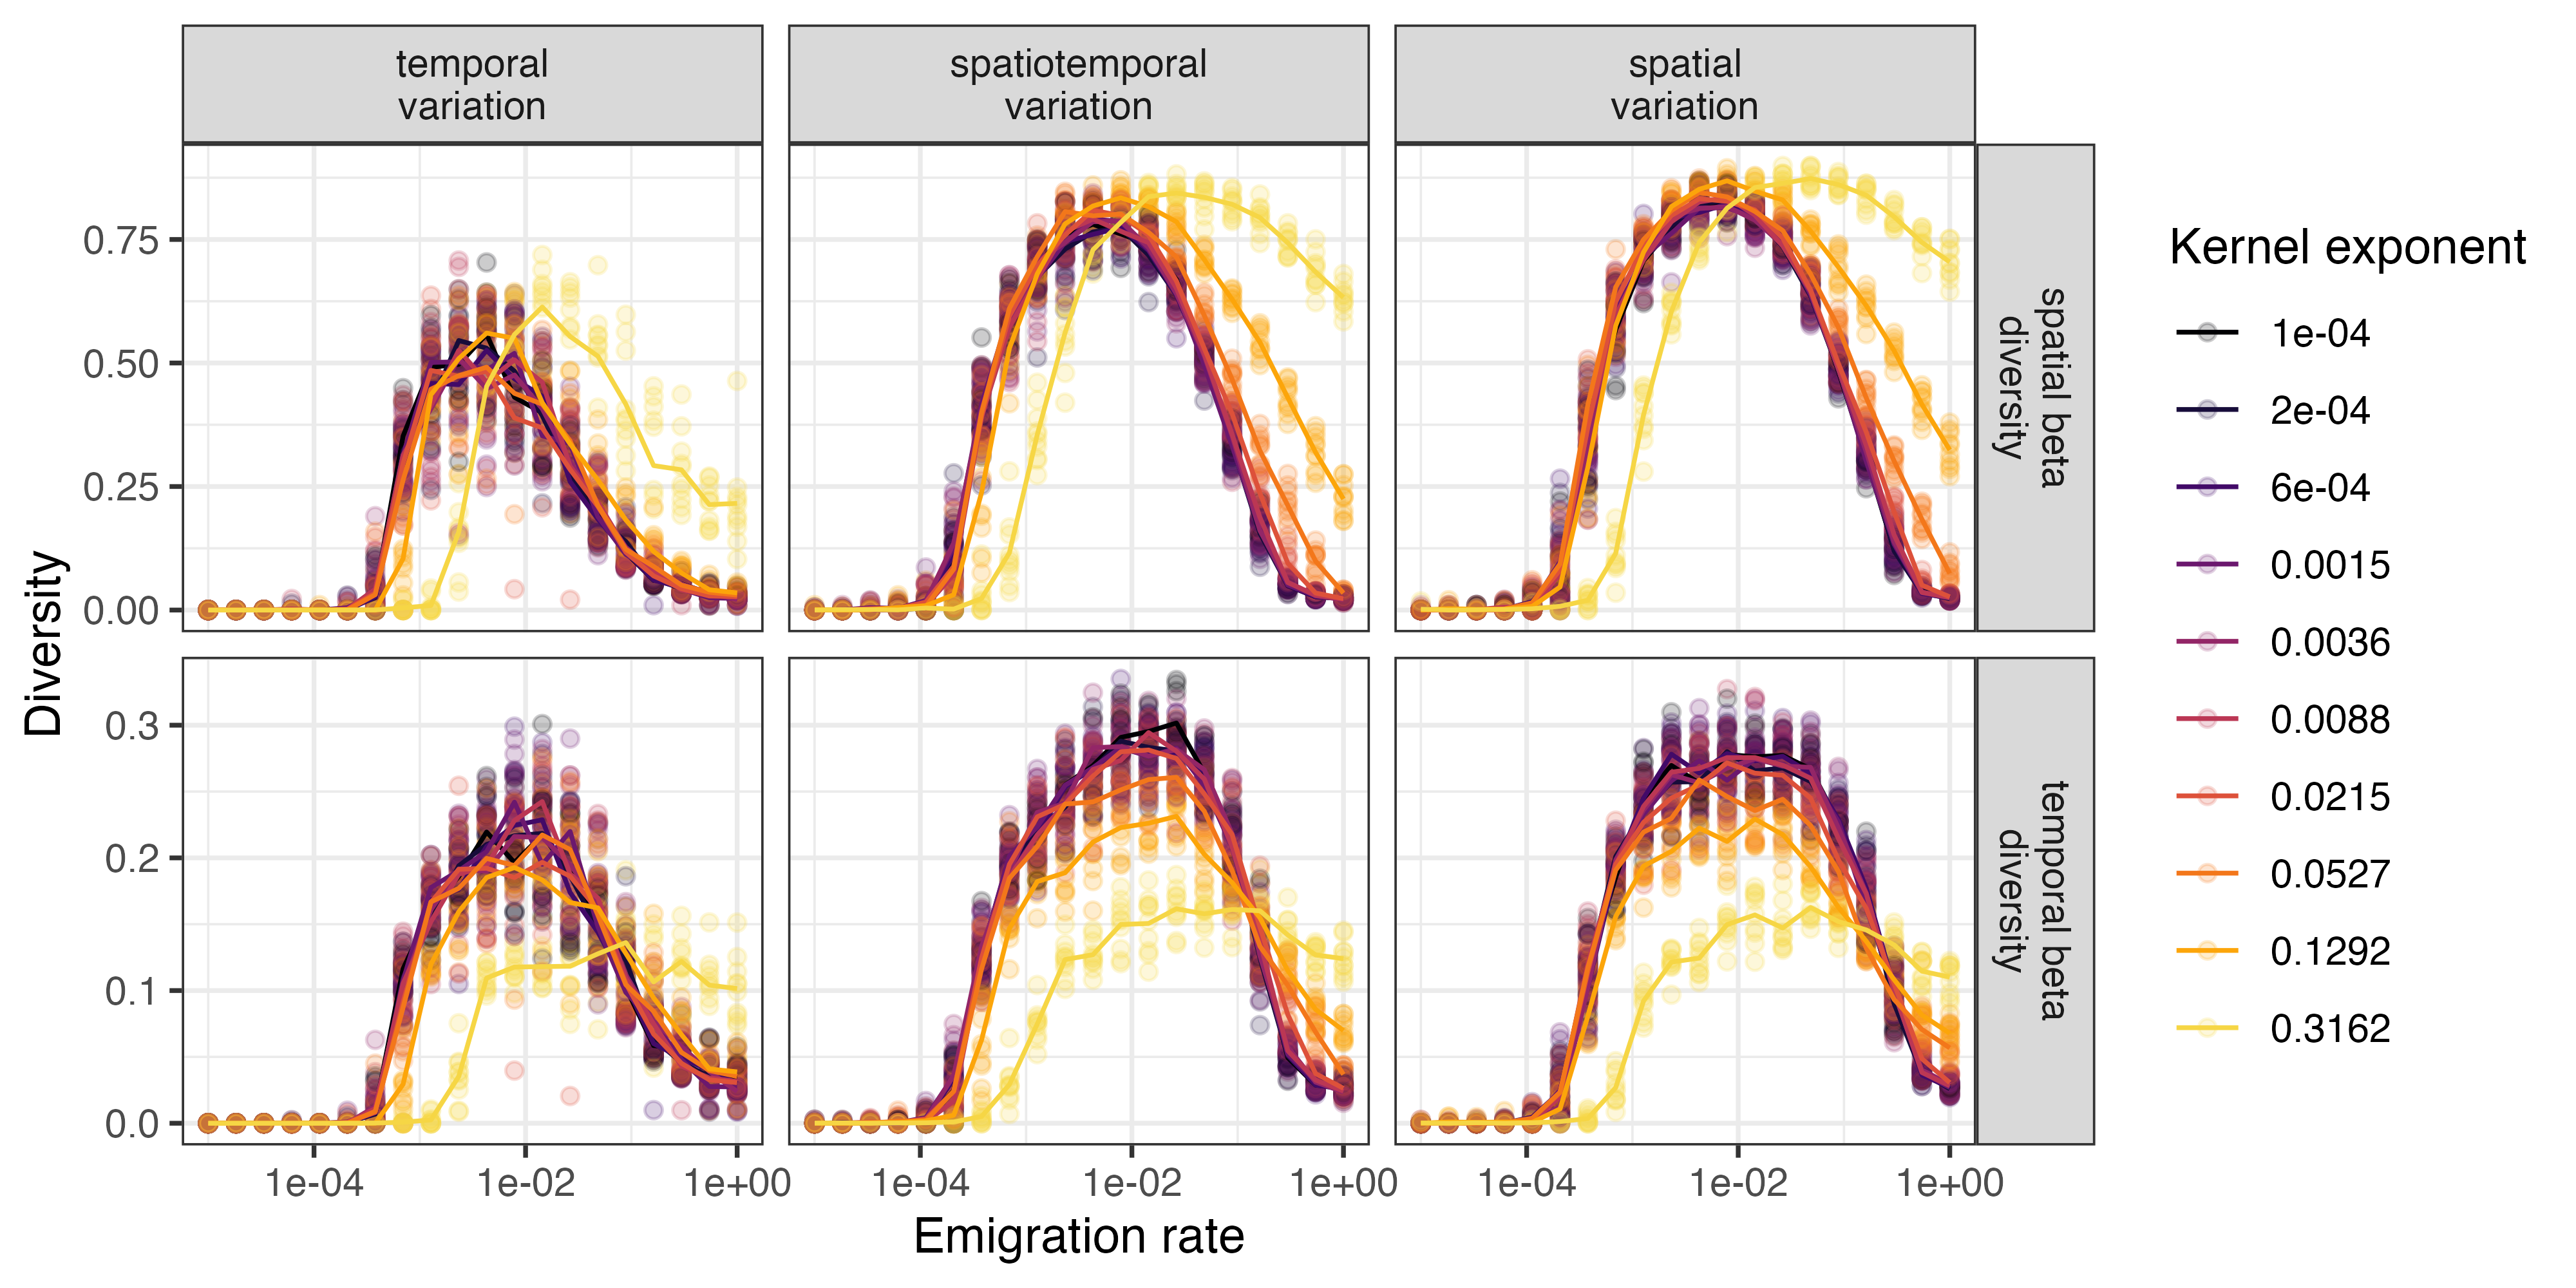 temporal
variation
spatiotemporal
variation
spatial
variation
Diversity
0.75
0.50
0.25
0.00
spatial beta
diversity
0.3
0.2
0.1
0.0
temporal beta
diversity
1e-04
1e-02
1e+00
1e-04
1e-02
1e+00
1e-04
1e-02
1e+00
Emigration rate
Kernel exponent
1e-04
2e-04
6e-04
0.0015
0.0036
0.0088
0.0215
0.0527
0.1292
0.3162